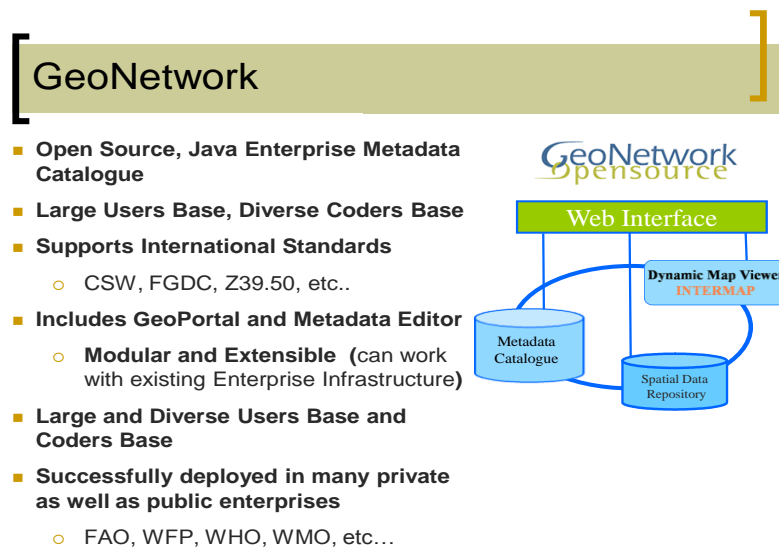 GeoNetwork
Open Source, Java Enterprise Metadata
Catalogue
Large Users Base, Diverse Coders Base
Supports International Standards
CSW, FGDC, Z39.50, etc..
Includes GeoPortal and Metadata Editor
Modular and Extensible (can work
with existing Enterprise Infrastructure)
Large and Diverse Users Base and
Coders Base
Successfully deployed in many private
as well as public enterprises
FAO, WFP, WHO, WMO, etc…
GeoNetwork
Opensource
Web Interface
Dynamic Map Viewer
INTERMAP
Metadata
Catalogue
Spatial Data
Repository